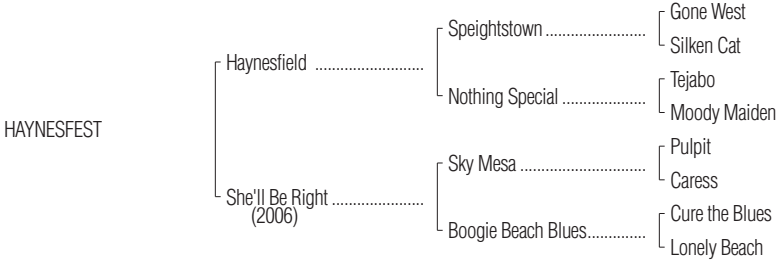 Gone West
Speightstown ........................
Silken Cat
Haynesfield ..........................
Tejabo
Nothing Special ....................
Moody Maiden
HAYNESFEST
Pulpit
Sky Mesa ..............................
Caress
She'll Be Right ......................
(2006)
Cure the Blues
Boogie Beach Blues..............
Lonely Beach